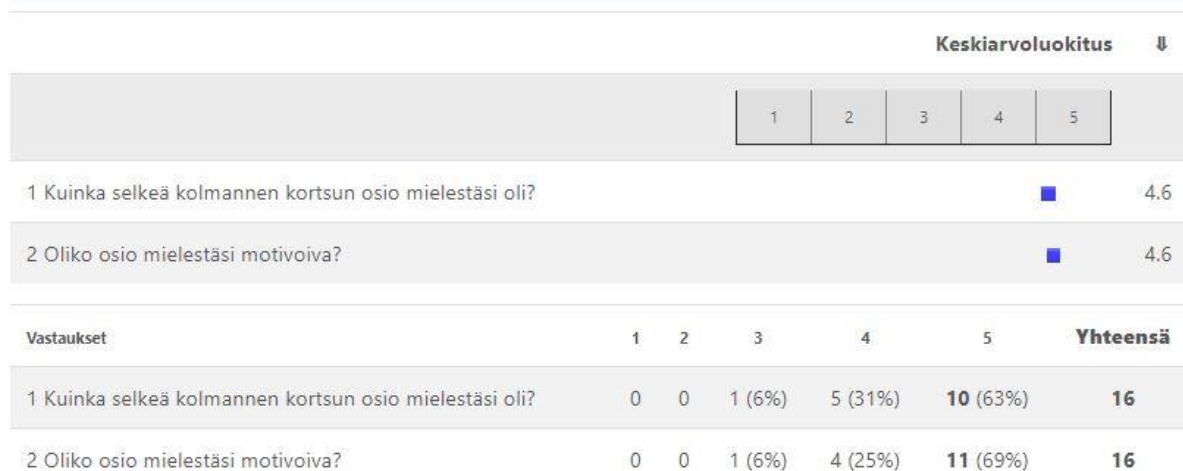 Keskiarvoluokitus ⇓
1 2 3 4 5
1 Kuinka selkeä kolmannen kortsun osio mielestäsi oli? 4.6
2 Oliko osio mielestäsi motivoiva? 4.6
Vastaukset 1 2 3 4 5 Yhteensä
1 Kuinka selkeä kolmannen kortsun osio mielestäsi oli? 0 0 1 (6%) 5 (31%) 10 (63%) 16
2 Oliko osio mielestäsi motivoiva? 0 0 1 (6%) 4 (25%) 11 (69%) 16